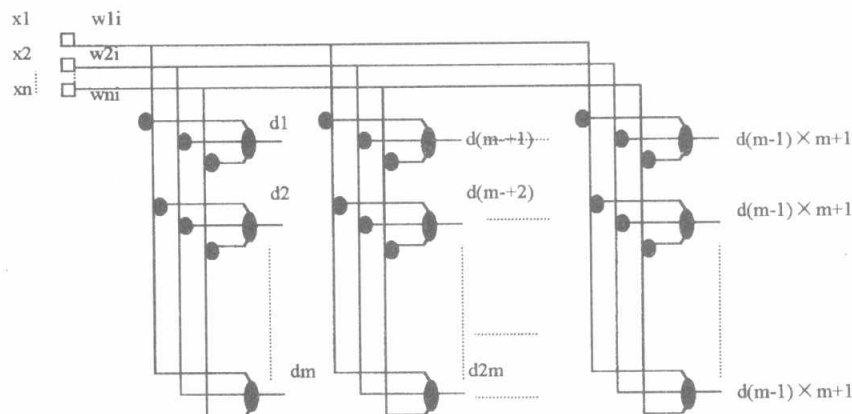 x1 w1i
x2 w2i
xn wni
d1 d(m-+1) d(m-1)×m+1
d2 d(m-+2) d(m-1)×m+1
dm d2m d(m-1)×m+1